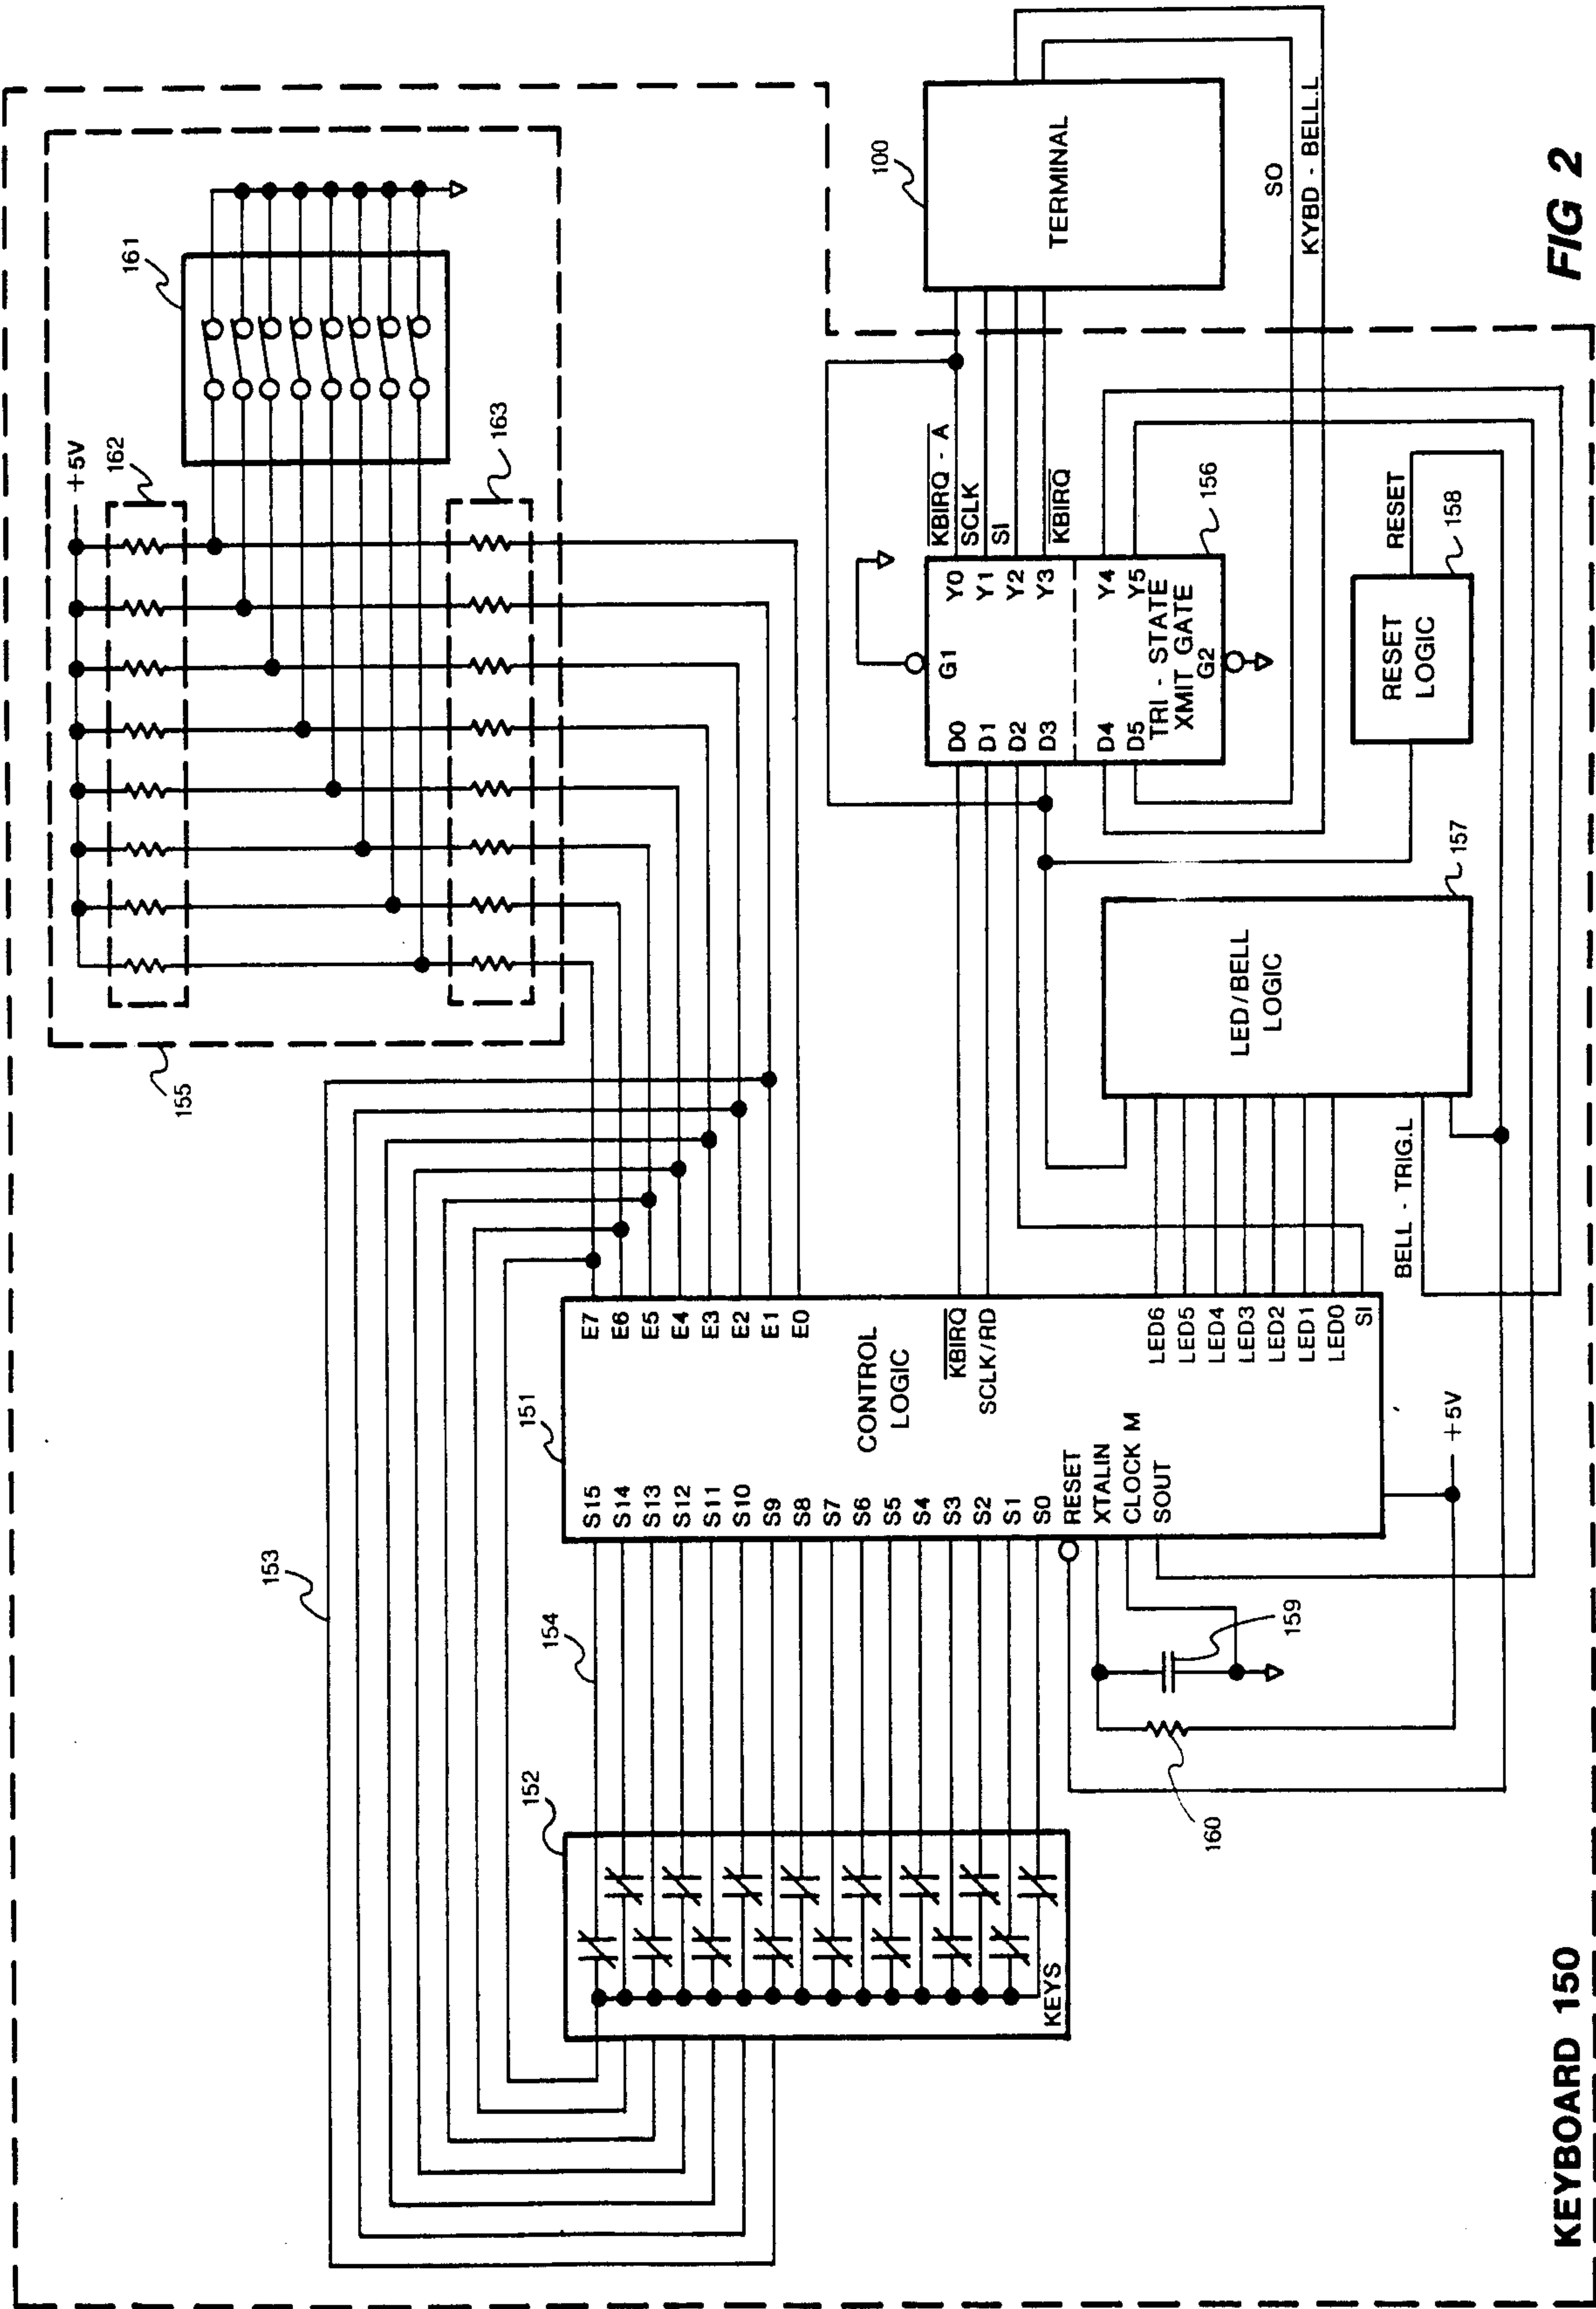 KEYBOARD 150
FIG 2
155
+5V
162
161
163
153
154
152
KEYS
151
CONTROL
LOGIC
S15
S14
S13
S12
S11
S10
S9
S8
S7
S6
S5
S4
S3
S2
S1
S0
RESET
XTALIN
CLOCK M
SOUT
E7
E6
E5
E4
E3
E2
E1
E0
KBIRQ
SCLK/RD
LED6
LED5
LED4
LED3
LED2
LED1
LED0
SI
+5V
159
160
BELL - TRIG.L
LED/BELL
LOGIC
157
RESET
LOGIC
158
RESET
D0
D1
D2
D3
D4
D5
G1
G2
Y0
Y1
Y2
Y3
Y4
Y5
TRI - STATE
XMIT GATE
156
KBIRQ - A
SCLK
SI
KBIRQ
100
TERMINAL
SO
KYBD - BELL.L